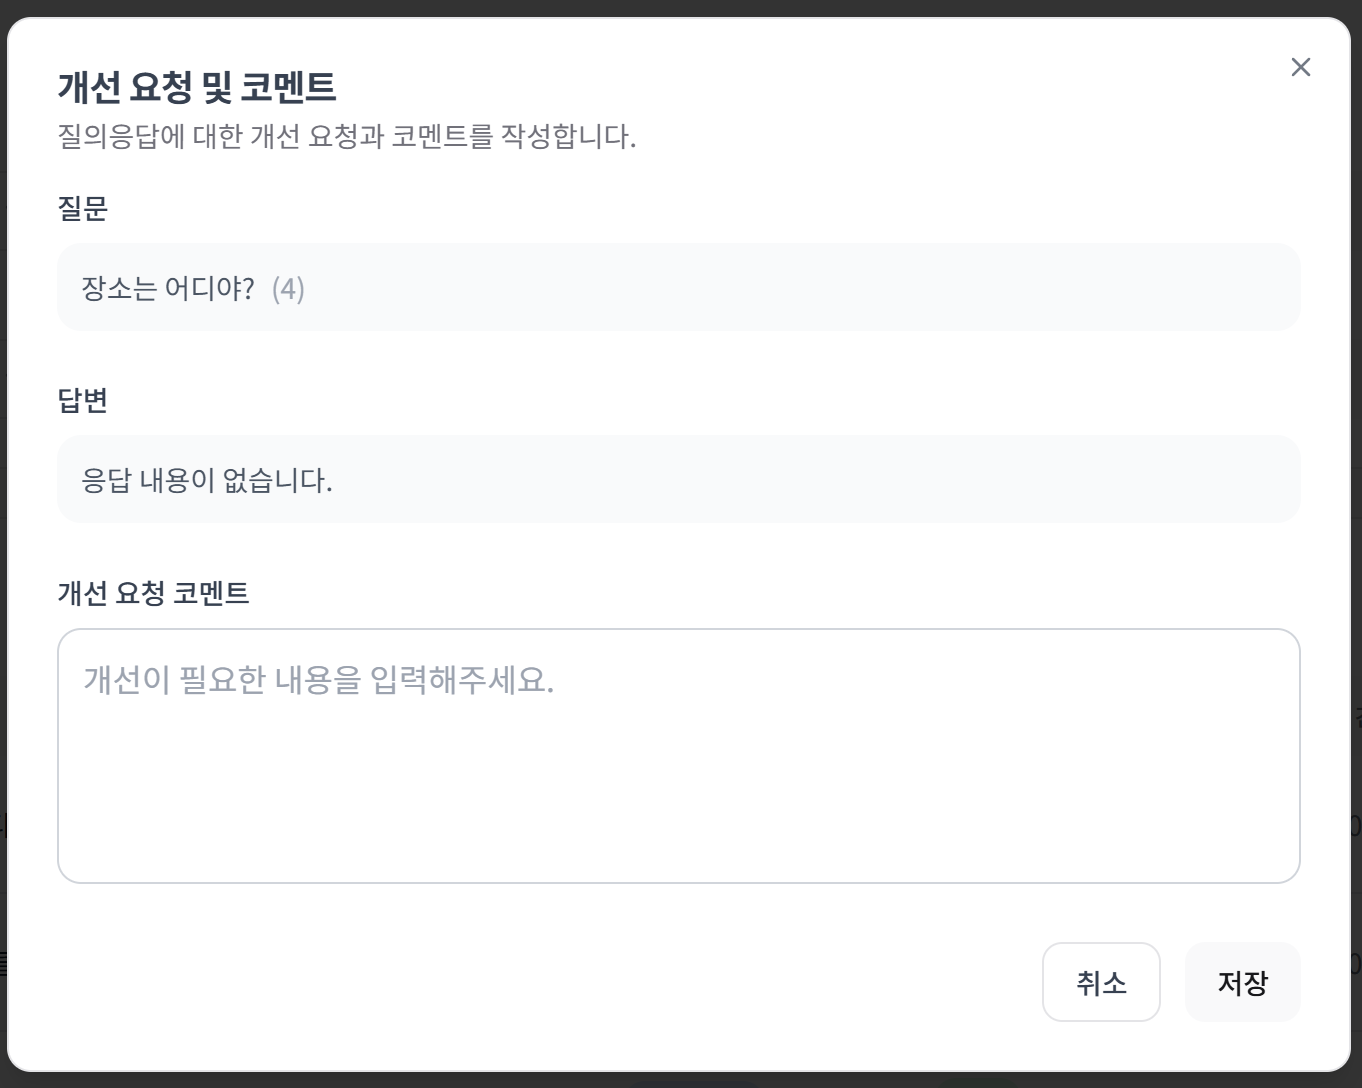 개선 요청 및 코멘트
질의응답에 대한 개선 요청과 코멘트를 작성합니다.
질문
장소는 어디야? (4)
답변
응답 내용이 없습니다.
개선 요청 코멘트
개선이 필요한 내용을 입력해주세요.
취소 저장